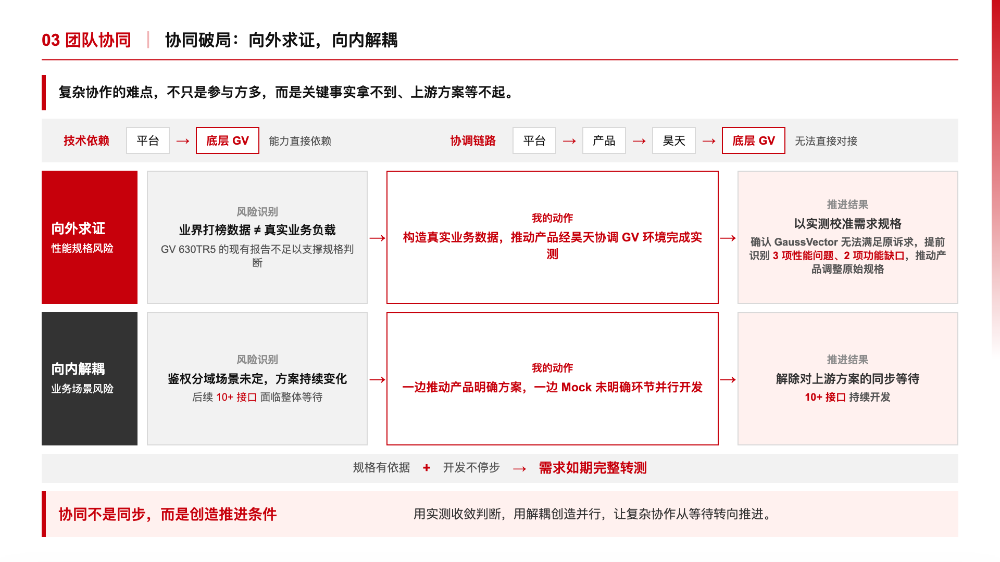 03 团队协同 | 协同破局：向外求证，向内解耦
复杂协作的难点，不只是参与方多，而是关键事实拿不到、上游方案等不起。
技术依赖 平台 → 底层 GV 能力直接依赖 协调链路 平台 → 产品 → 昊天 → 底层 GV 无法直接对接
向外求证
性能规格风险
风险识别
业界打榜数据 ≠ 真实业务负载
GV 630TR5 的现有报告不足以支撑规格判
断
→
我的动作
构造真实业务数据，推动产品经昊天协调 GV 环境完成实
测
→
推进结果
以实测校准需求规格
确认 GaussVector 无法满足原诉求，提前
识别 3 项性能问题、2 项功能缺口，推动产
品调整原始规格
向内解耦
业务场景风险
风险识别
鉴权分域场景未定，方案持续变化
后续 10+ 接口 面临整体等待
→
我的动作
一边推动产品明确方案，一边 Mock 未明确环节并行开发
→
推进结果
解除对上游方案的同步等待
10+ 接口 持续开发
规格有依据 + 开发不停步 → 需求如期完整转测
协同不是同步，而是创造推进条件 用实测收敛判断，用解耦创造并行，让复杂协作从等待转向推进。